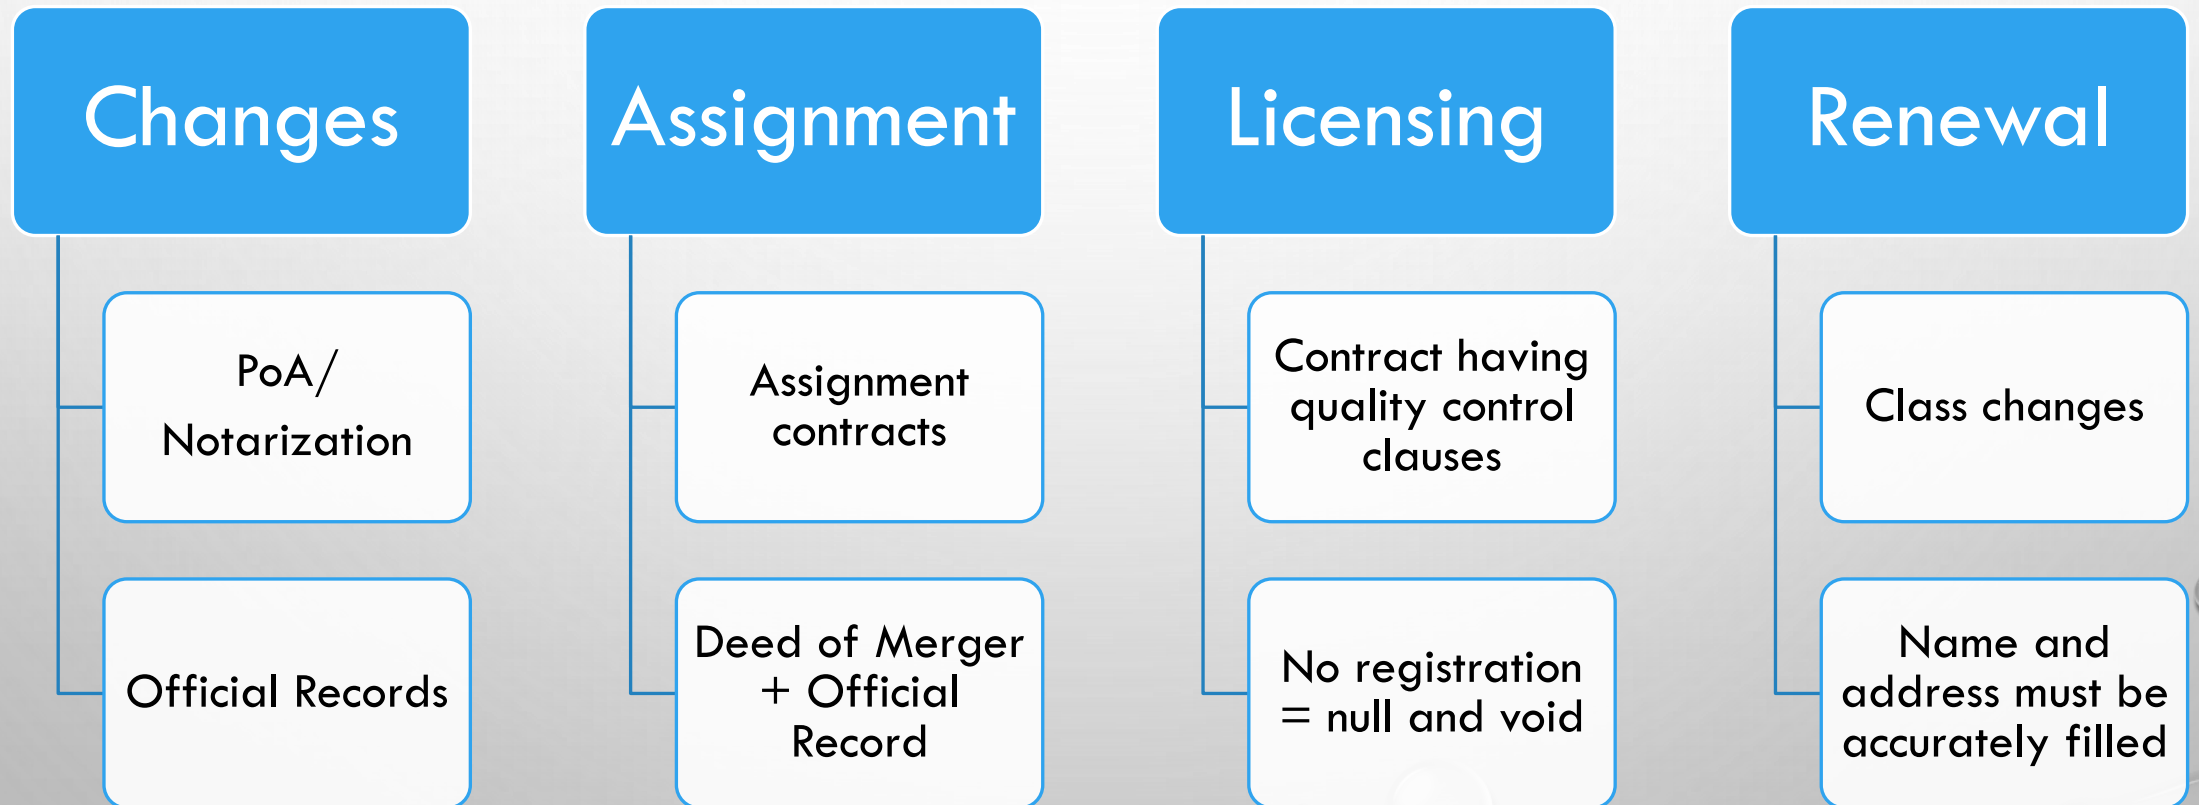 Changes
PoA/
Notarization
Official Records
Assignment
Assignment
contracts
Deed of Merger
+ Official
Record
Licensing
Contract having
quality control
clauses
No registration
= null and void
Renewal
Class changes
Name and
address must be
accurately filled